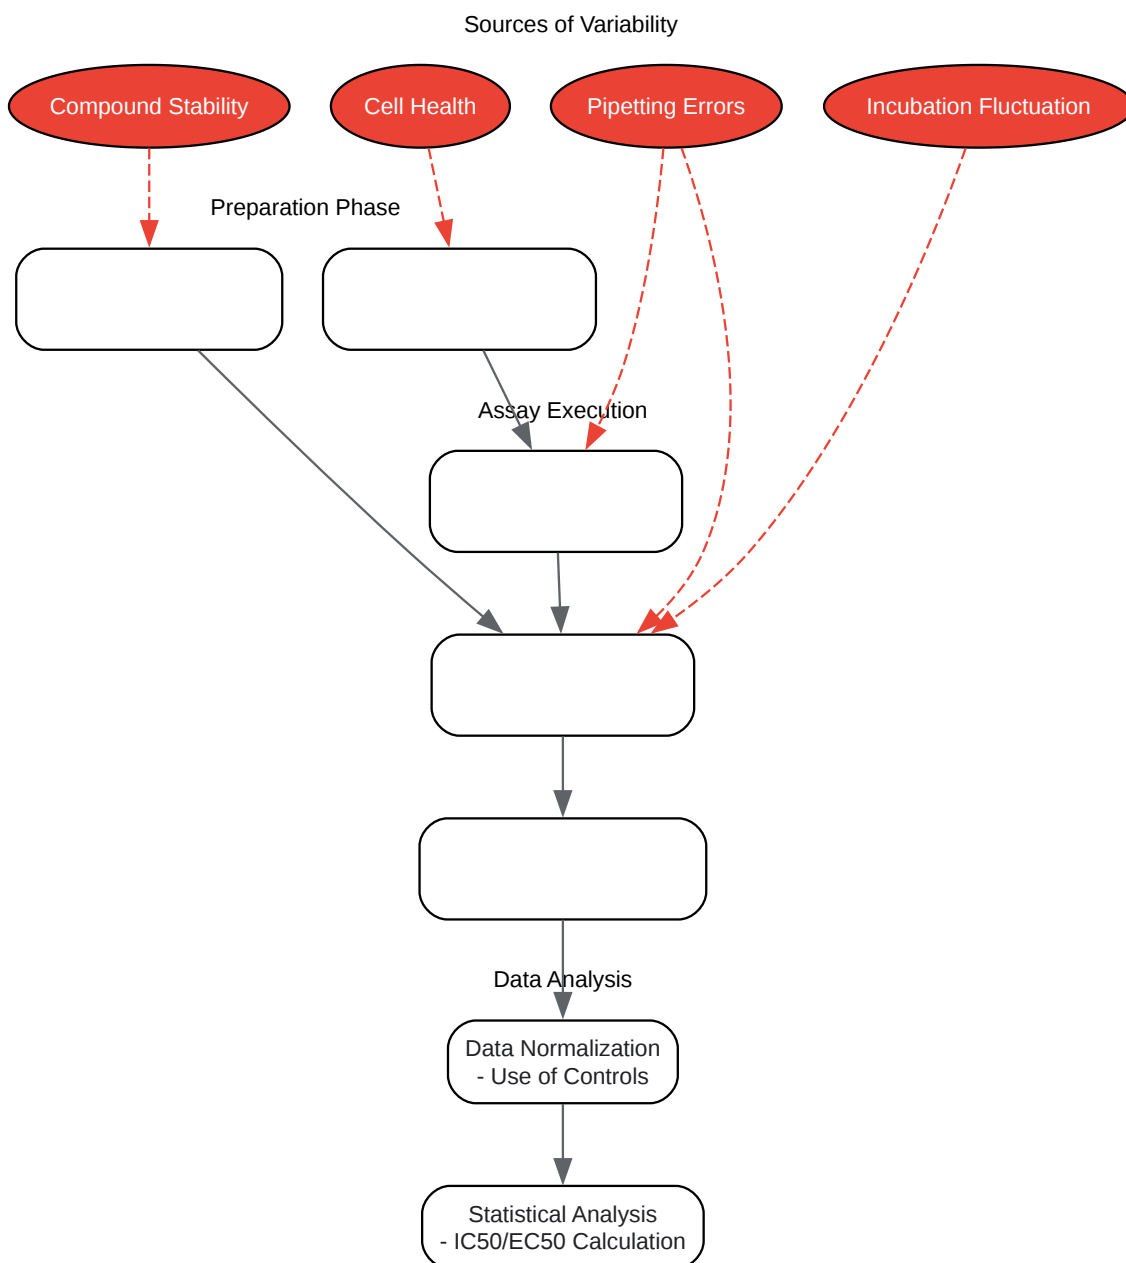 Sources of Variability
Compound Stability
Cell Health
Pipetting Errors
Incubation Fluctuation
Preparation Phase
Assay Execution
Data Analysis
Data Normalization
- Use of Controls
Statistical Analysis
- IC50/EC50 Calculation